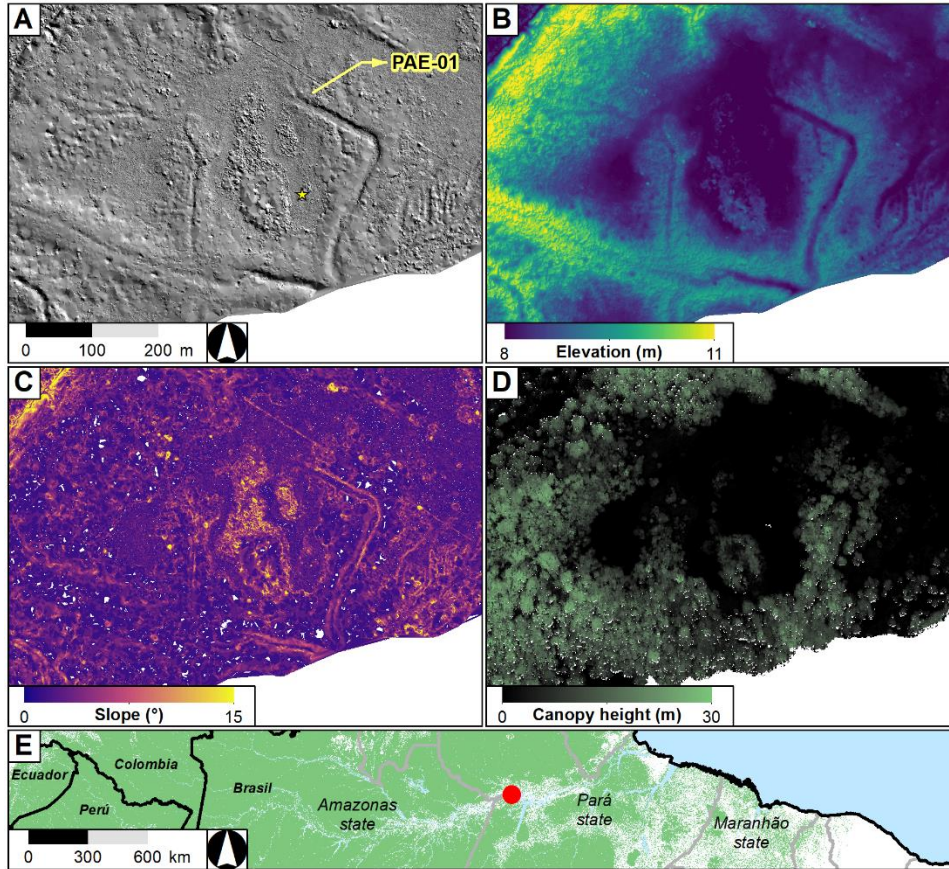 A
PAE-01
0 100 200 m
B
8 Elevation (m) 11
C
0 Slope (°) 15
D
0 Canopy height (m) 30
E
Ecuador
Colombia
Perú
Brasil
Amazonas
state
Pará
state
Maranhão
state
0 300 600 km